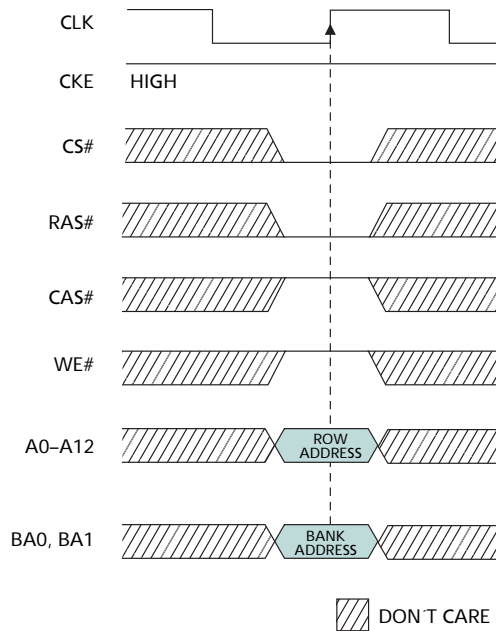 CLK
CKE HIGH
CS#
RAS#
CAS#
WE#
A0–A12 ROW
ADDRESS
BA0, BA1 BANK
ADDRESS
DON´T CARE